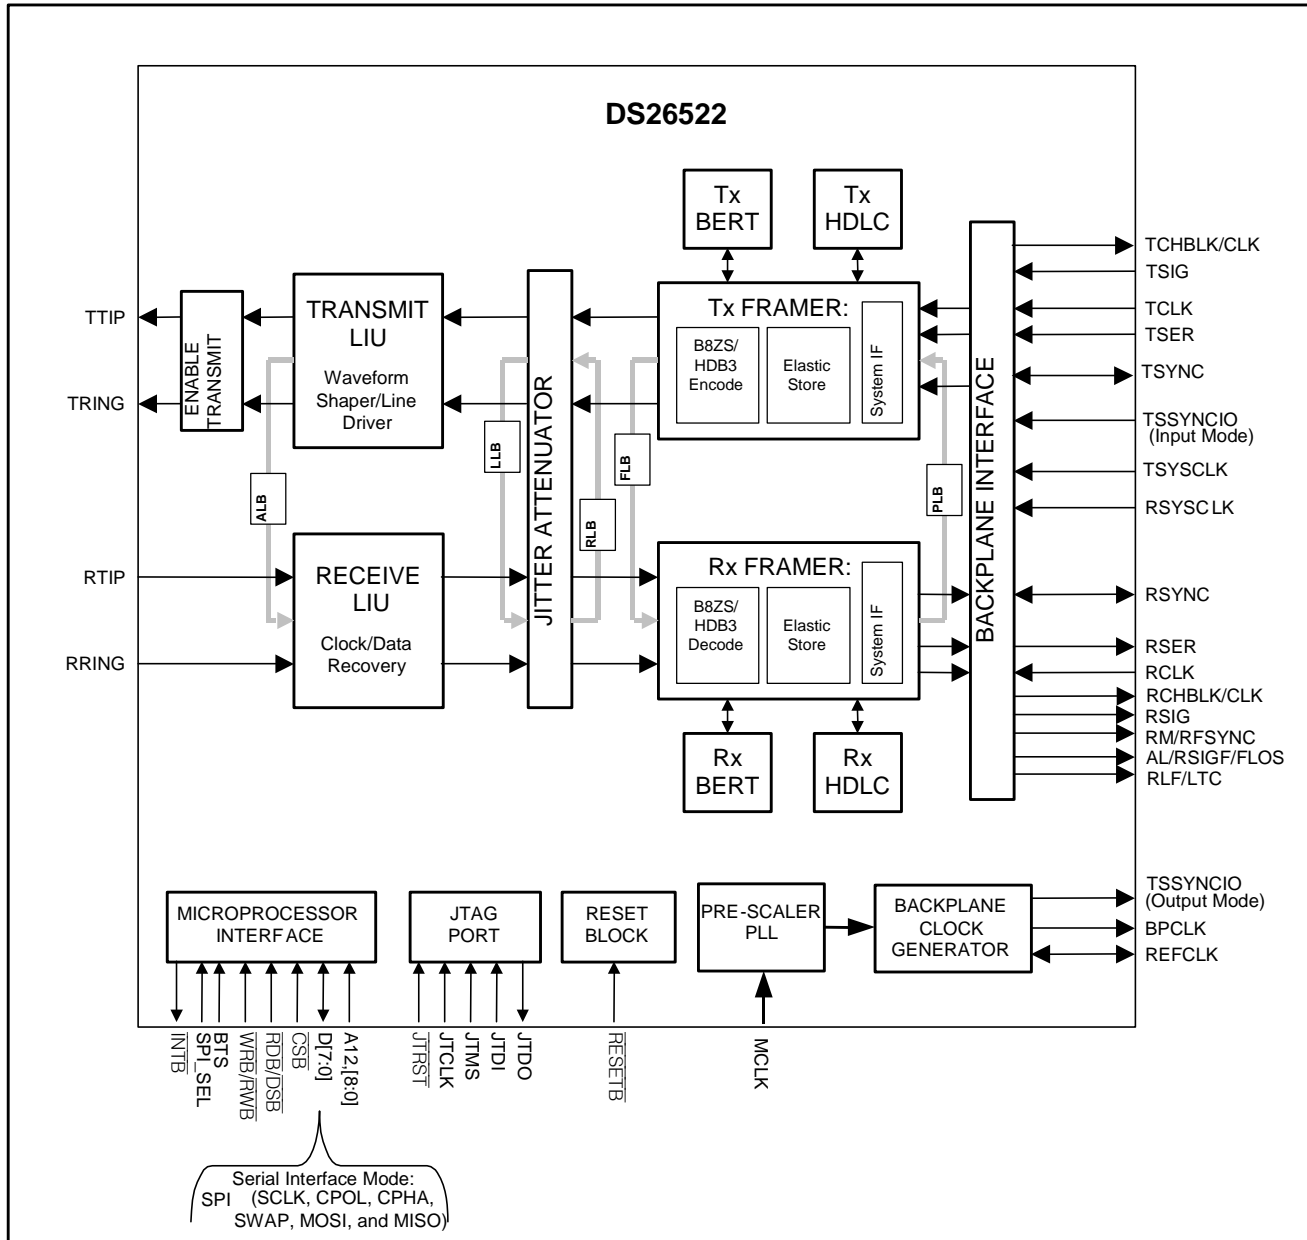 DS26522
Tx
BERT
Tx
HDLC
TCHBLK/CLK
TSIG
TCLK
TSER
TSYNC
TSSYNCIO
(Input Mode)
TSYSCLK
RSYSCLK
RSYNC
RSER
RCLK
RCHBLK/CLK
RSIG
RM/RFSYNC
AL/RSIGF/FLOS
RLF/LTC
TTIP
TRING
RTIP
RRING
ENABLE
TRANSMIT
TRANSMIT
LIU
Waveform
Shaper/Line
Driver
ALB
RECEIVE
LIU
Clock/Data
Recovery
LLB
JITTER ATTENUATOR
RLB
FLB
Tx FRAMER:
B8ZS/
HDB3
Encode
Elastic
Store
System IF
PLB
Rx FRAMER:
B8ZS/
HDB3
Decode
Elastic
Store
System IF
Rx
BERT
Rx
HDLC
BACKPLANE INTERFACE
MICROPROCESSOR
INTERFACE
JTAG
PORT
RESET
BLOCK
PRE-SCALER
PLL
BACKPLANE
CLOCK
GENERATOR
TSSYNCIO
(Output Mode)
BPCLK
REFCLK
INTB
SPI_SEL
BTS
WRB/RWB
RDB/DSB
CSB
D[7:0]
A12,[8:0]
JTRST
JTCLK
JTMS
JTDI
JTDO
RESETB
MCLK
Serial Interface Mode:
SPI (SCLK, CPOL, CPHA,
SWAP, MOSI, and MISO)